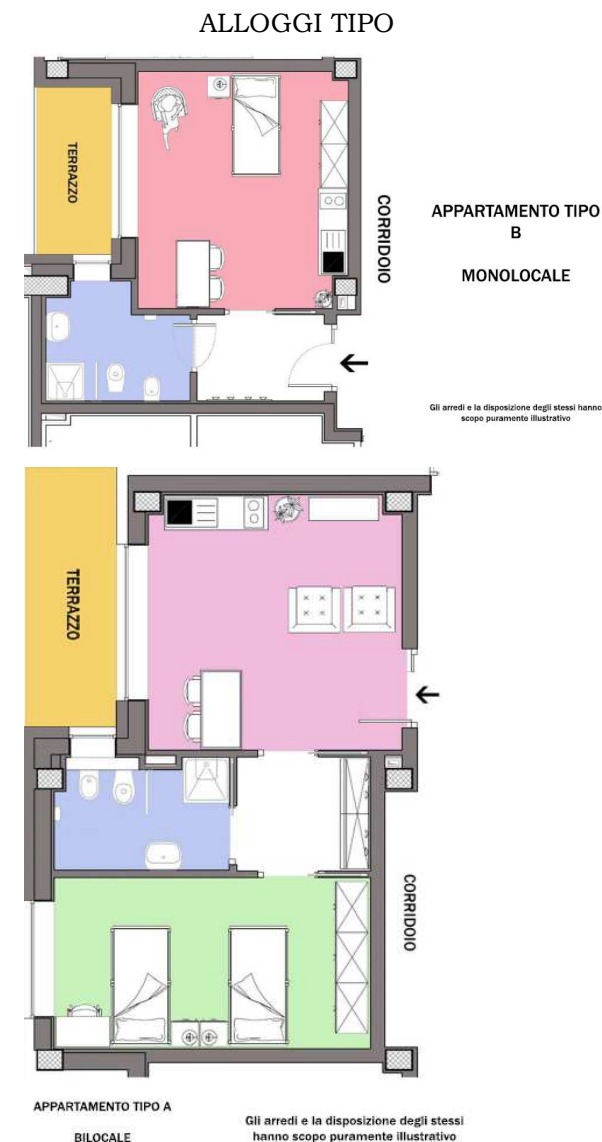 ALLOGGI TIPO
TERRAZZO
CORRIDOIO
APPARTAMENTO TIPO
B
MONOLOCALE
Gli arredi e la disposizione degli stessi hanno
scopo puramente illustrativo
TERRAZZO
CORRIDOIO
APPARTAMENTO TIPO A
BILOCALE
Gli arredi e la disposizione degli stessi
hanno scopo puramente illustrativo